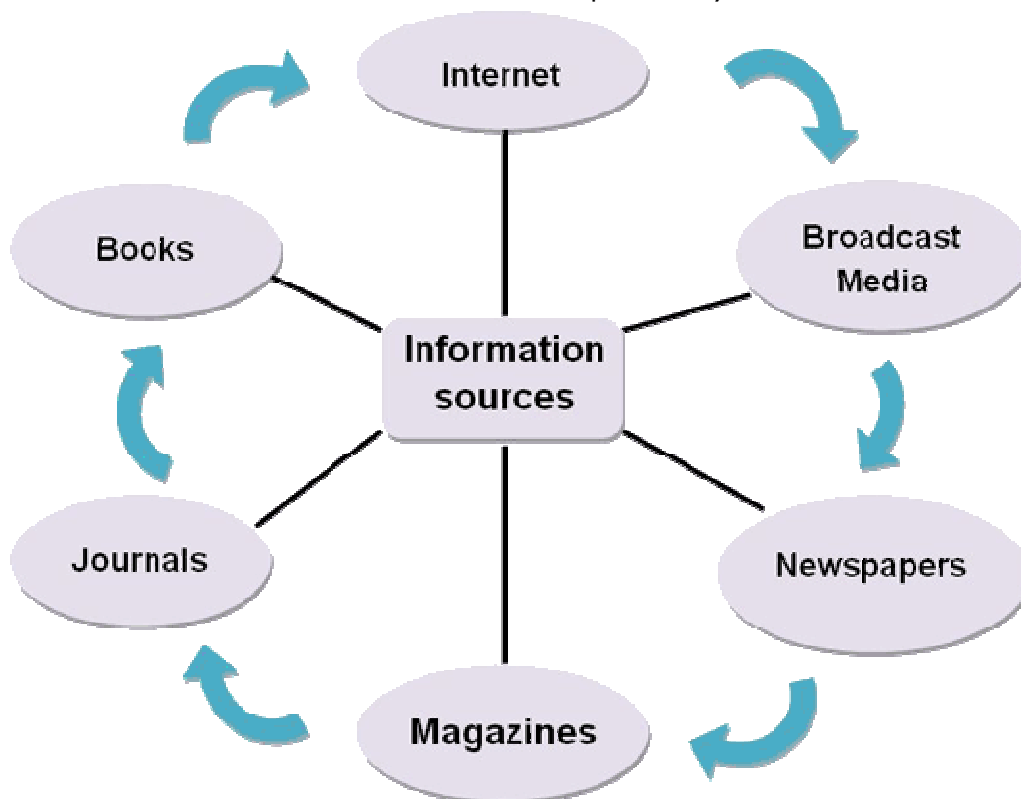 Internet
Broadcast
Media
Books
Information
sources
Journals
Newspapers
Magazines